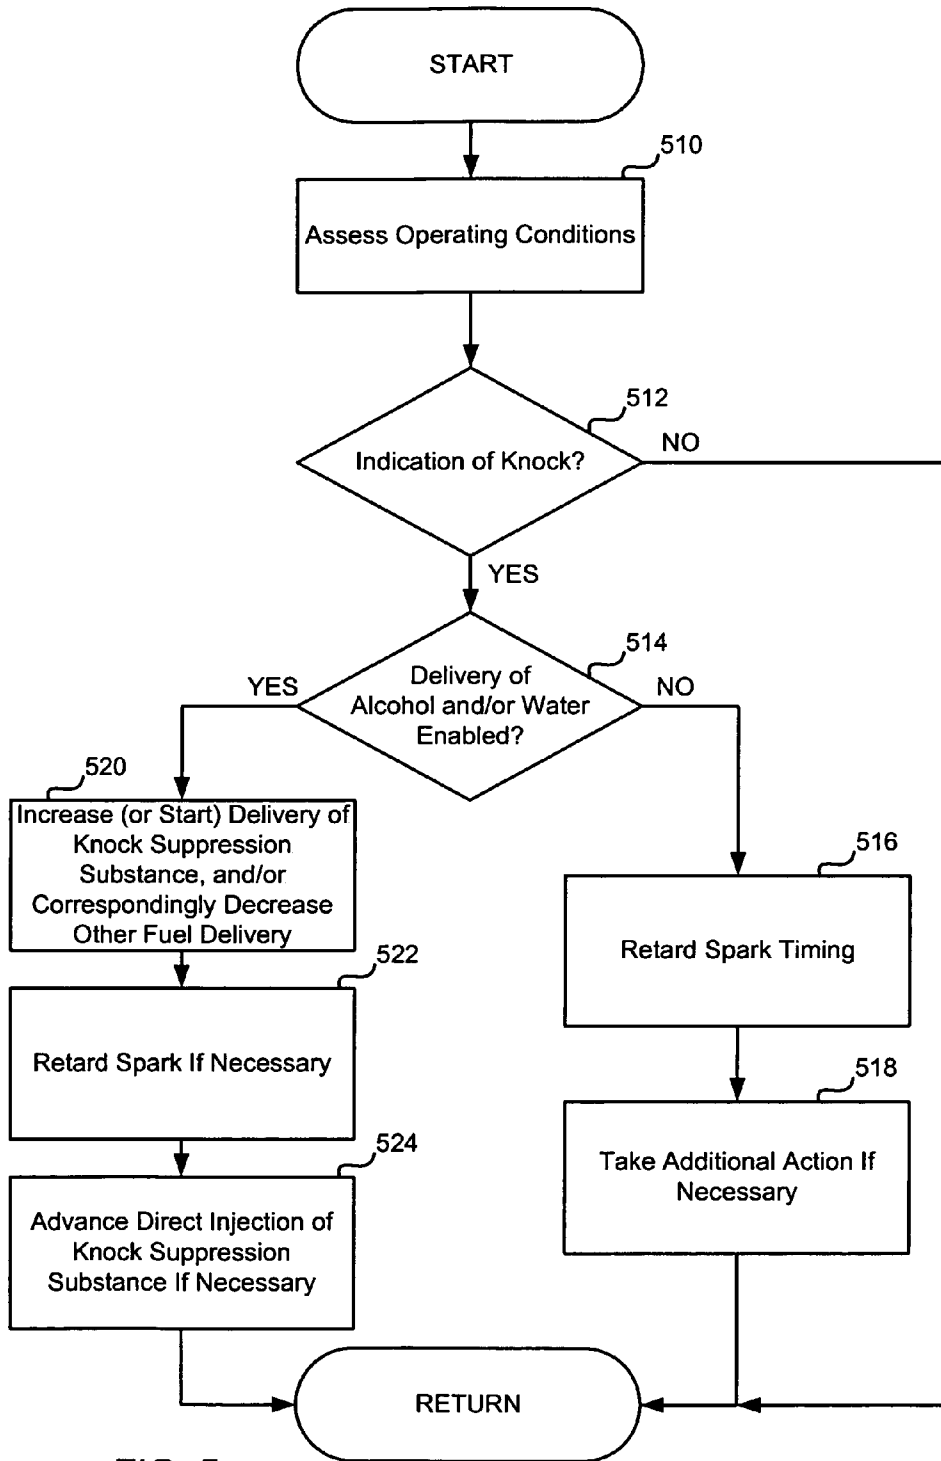 START
510
Assess Operating Conditions
512
Indication of Knock?
NO
YES
514
Delivery of
Alcohol and/or Water
Enabled?
YES
NO
520
Increase (or Start) Delivery of
Knock Suppression
Substance, and/or
Correspondingly Decrease
Other Fuel Delivery
516
Retard Spark Timing
522
Retard Spark If Necessary
518
Take Additional Action If
Necessary
524
Advance Direct Injection of
Knock Suppression
Substance If Necessary
RETURN